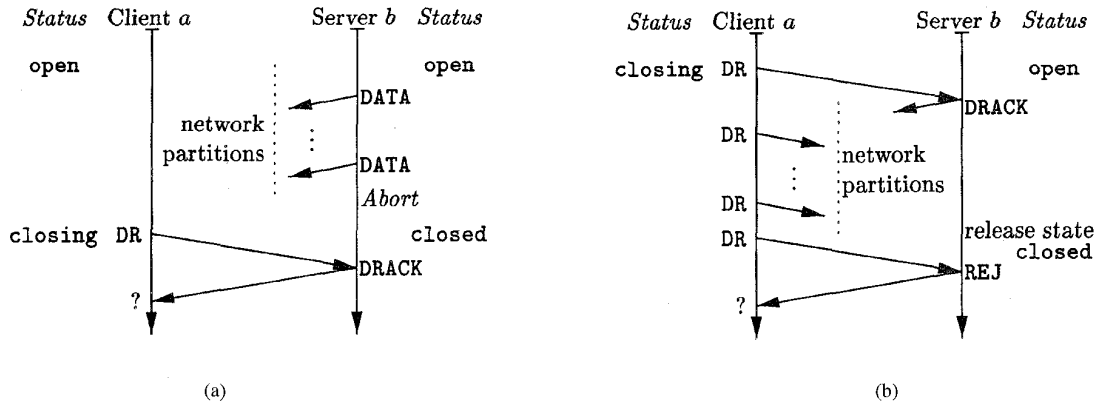 Status Client a Server b Status
open open
DATA
network
partitions
DATA
Abort
closing DR closed
DRACK
?
(a)
Status Client a Server b Status
closing DR open
DRACK
DR
network
partitions
DR
DR release state
closed
REJ
?
(b)